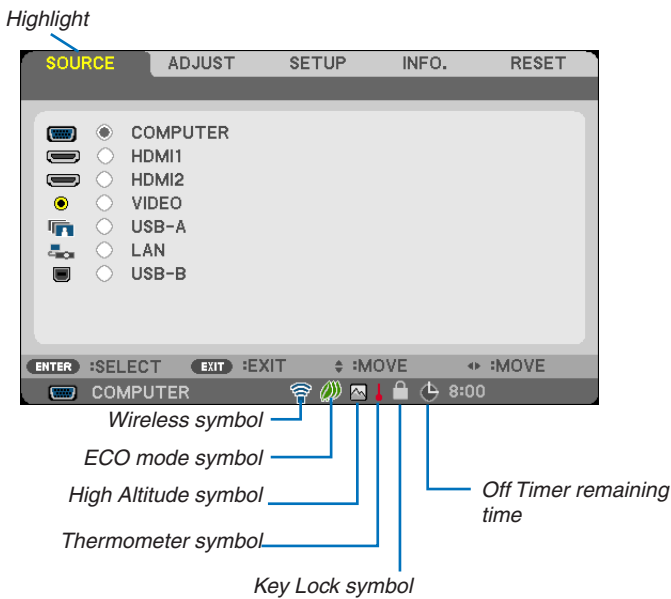 Highlight
SOURCE ADJUST SETUP INFO. RESET
COMPUTER
HDMI1
HDMI2
VIDEO
USB-A
LAN
USB-B
ENTER :SELECT EXIT :EXIT :MOVE :MOVE
COMPUTER 8:00
Wireless symbol
ECO mode symbol
High Altitude symbol
Off Timer remaining
time
Thermometer symbol
Key Lock symbol